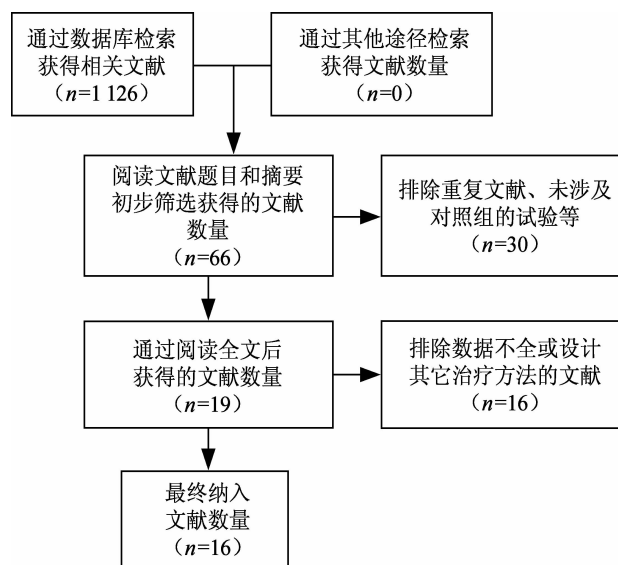 通过数据库检索
获得相关文献
（n=1 126）
通过其他途径检索
获得文献数量
（n=0）
阅读文献题目和摘要
初步筛选获得的文献
数量
（n=66）
排除重复文献、未涉及
对照组的试验等
（n=30）
通过阅读全文后
获得的文献数量
（n=19）
排除数据不全或设计
其它治疗方法的文献
（n=16）
最终纳入
文献数量
（n=16）